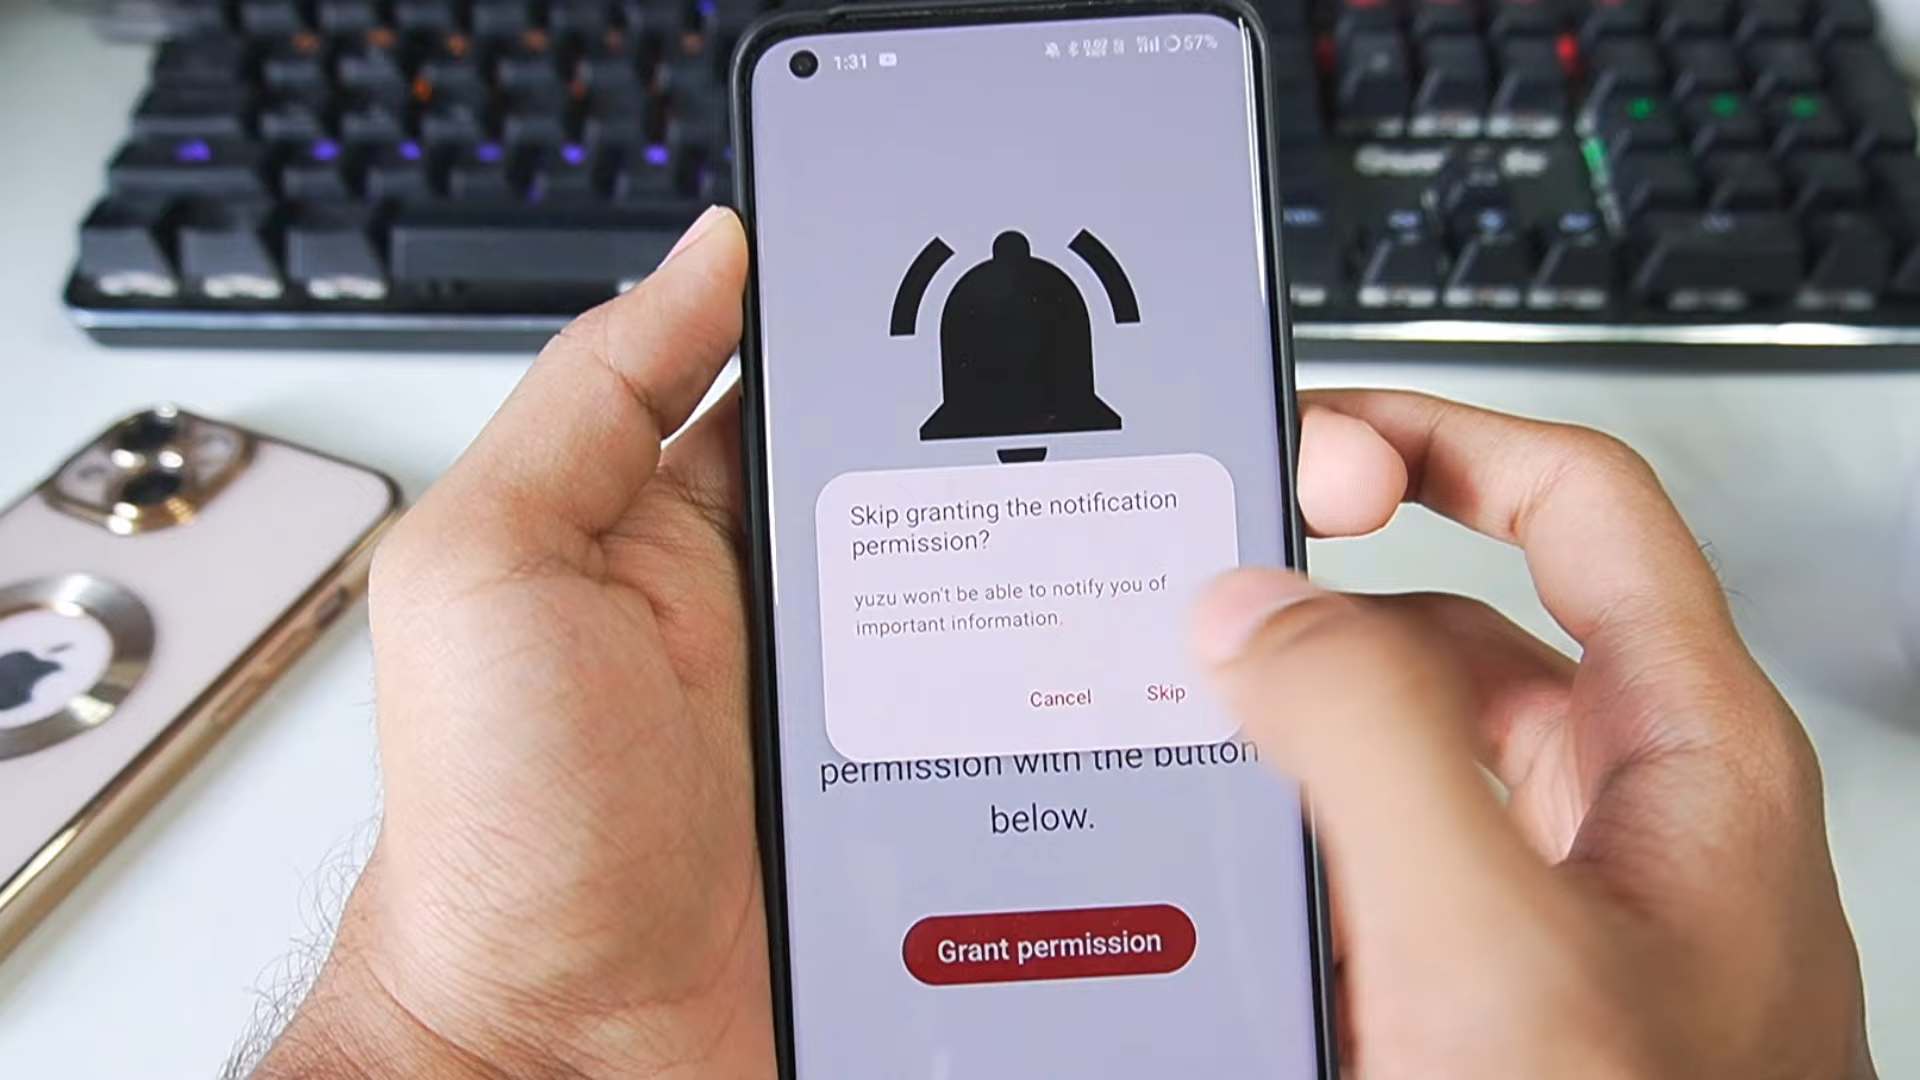 1:31
57%
Skip granting the notification
permission?
yuzu won't be able to notify you of
important information.
Cancel Skip
permission with the button
below.
Grant permission